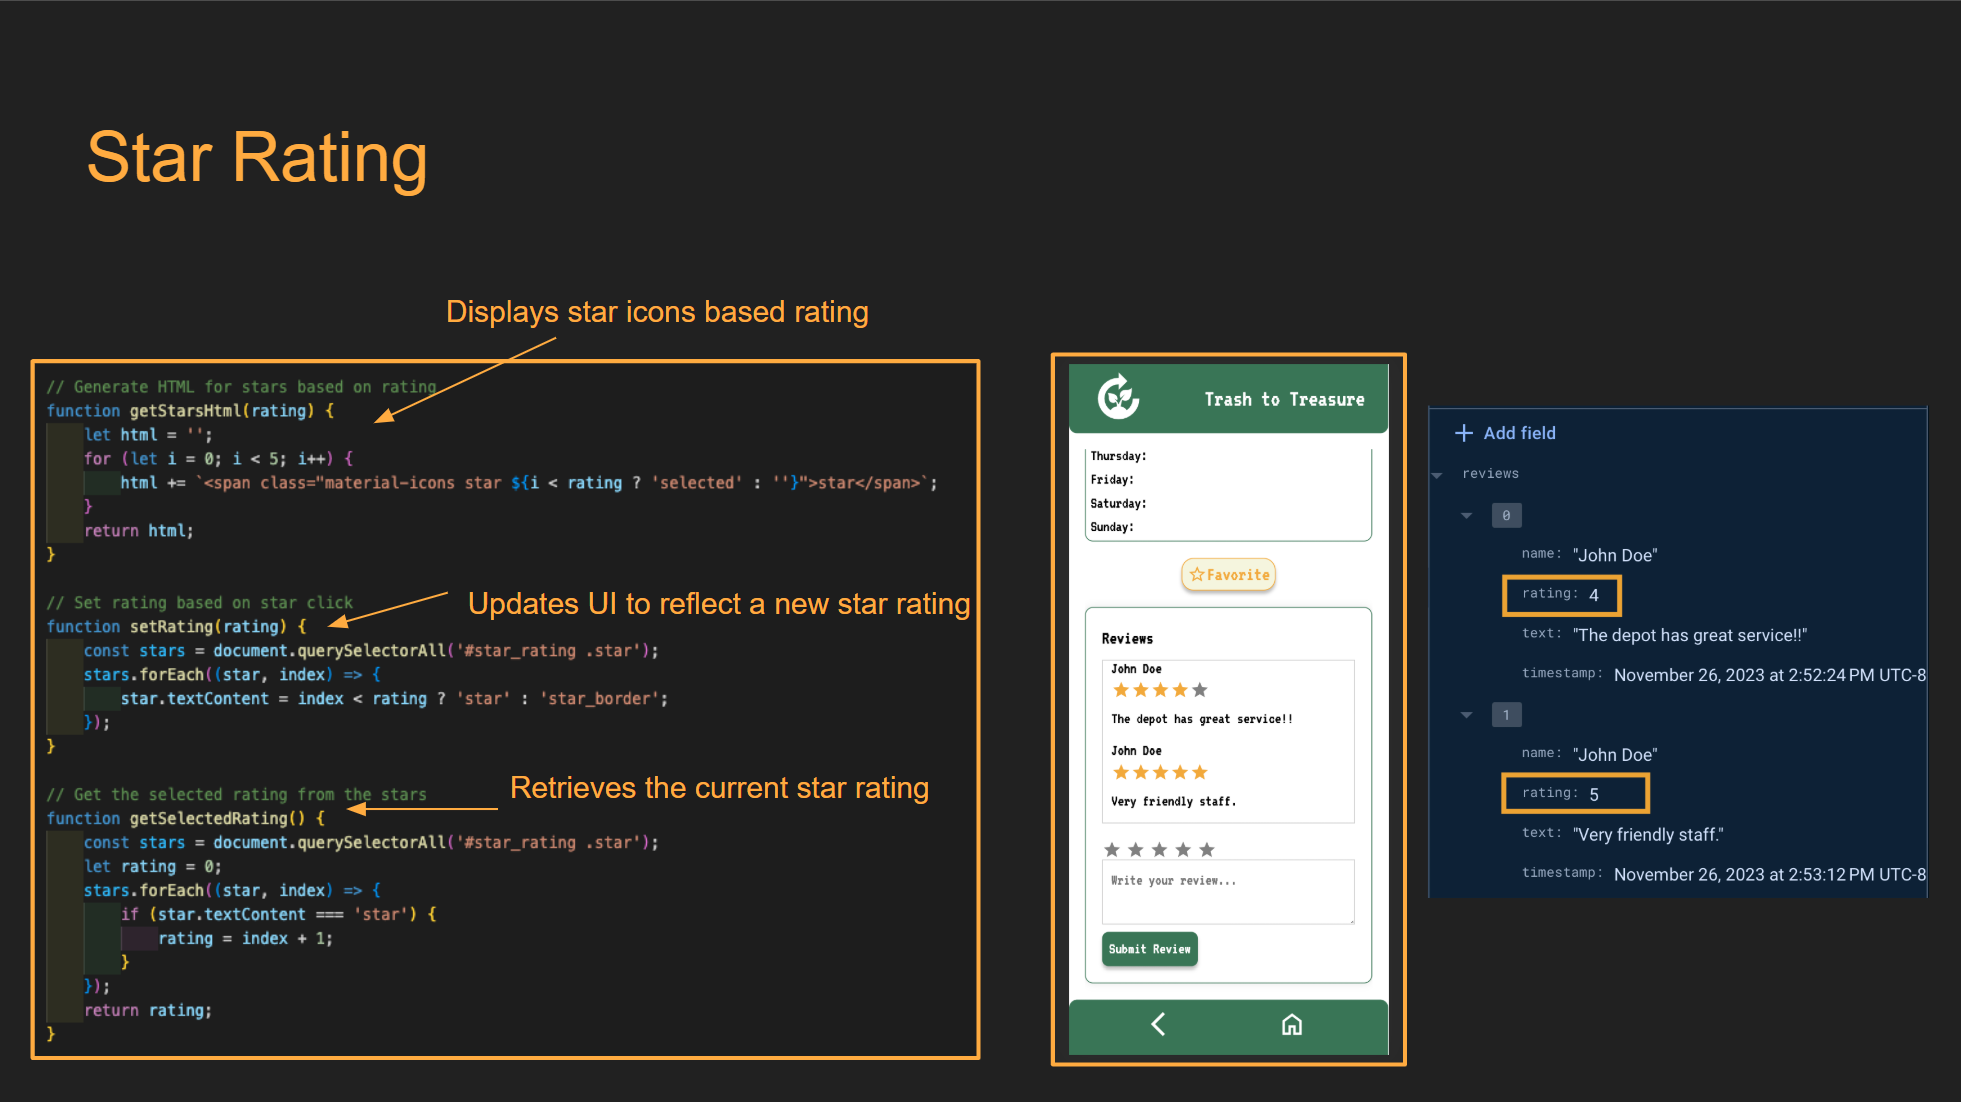 Star Rating
Displays star icons based rating
// Generate HTML for stars based on rating
function getStarsHtml(rating) {
let html = '';
for (let i = 0; i < 5; i++) {
html += `<span class="material-icons star ${i < rating ? 'selected' : ''}">star</span>`;
}
return html;
}
// Set rating based on star click
function setRating(rating) {
Updates UI to reflect a new star rating
const stars = document.querySelectorAll('#star_rating .star');
stars.forEach((star, index) => {
star.textContent = index < rating ? 'star' : 'star_border';
});
}
Retrieves the current star rating
// Get the selected rating from the stars
function getSelectedRating() {
const stars = document.querySelectorAll('#star_rating .star');
let rating = 0;
stars.forEach((star, index) => {
if (star.textContent === 'star') {
rating = index + 1;
}
});
return rating;
}
Trash to Treasure
Thursday:
Friday:
Saturday:
Sunday:
Favorite
Reviews
John Doe
The depot has great service!!
John Doe
Very friendly staff.
Write your review...
Submit Review
+ Add field
reviews
0
name: "John Doe"
rating: 4
text: "The depot has great service!!"
timestamp: November 26, 2023 at 2:52:24 PM UTC-8
1
name: "John Doe"
rating: 5
text: "Very friendly staff."
timestamp: November 26, 2023 at 2:53:12 PM UTC-8